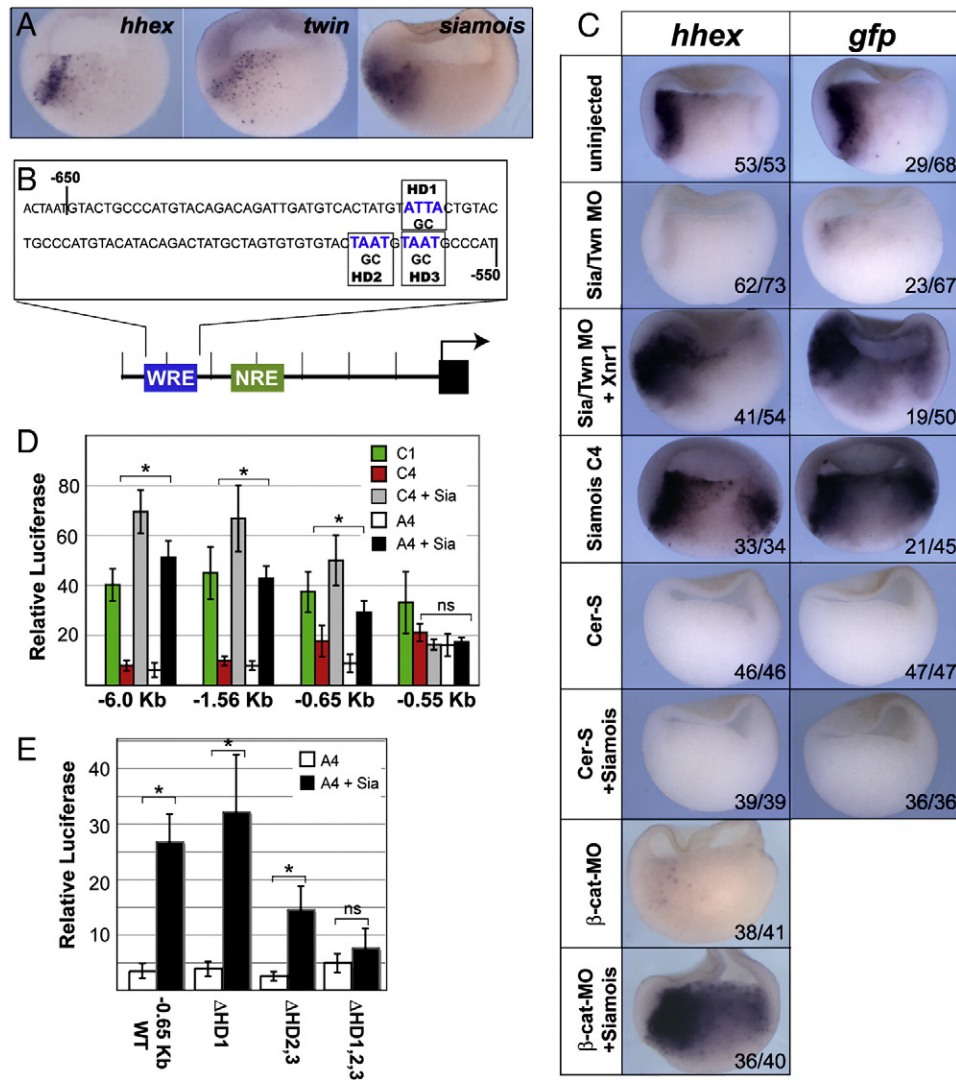 A
hhex
twin
siamois
B
-650
HD1
ACTAATGTACTGCCCATGTACAGACAGATTGATGTCACTATGTATTACTGTAC
GC
TGCCCATGTACATACAGACTATGCTAGTGTGTGTACTAATGTAATGCCCAT
GC GC
HD2 HD3
-550
WRE
NRE
C
hhex
gfp
uninjected
53/53
29/68
Sia/Twn MO
62/73
23/67
Sia/Twn MO
+ Xnr1
41/54
19/50
Siamois C4
33/34
21/45
Cer-S
46/46
47/47
Cer-S
+Siamois
39/39
36/36
β-cat-MO
38/41
β-cat-MO
+Siamois
36/40
D
Relative Luciferase
80
60
40
20
*
*
*
ns
C1
C4
C4 + Sia
A4
A4 + Sia
-6.0 Kb
-1.56 Kb
-0.65 Kb
-0.55 Kb
E
Relative Luciferase
40
30
20
10
5
*
*
*
ns
A4
A4 + Sia
-0.65 Kb
WT
ΔHD1
ΔHD2,3
ΔHD1,2,3